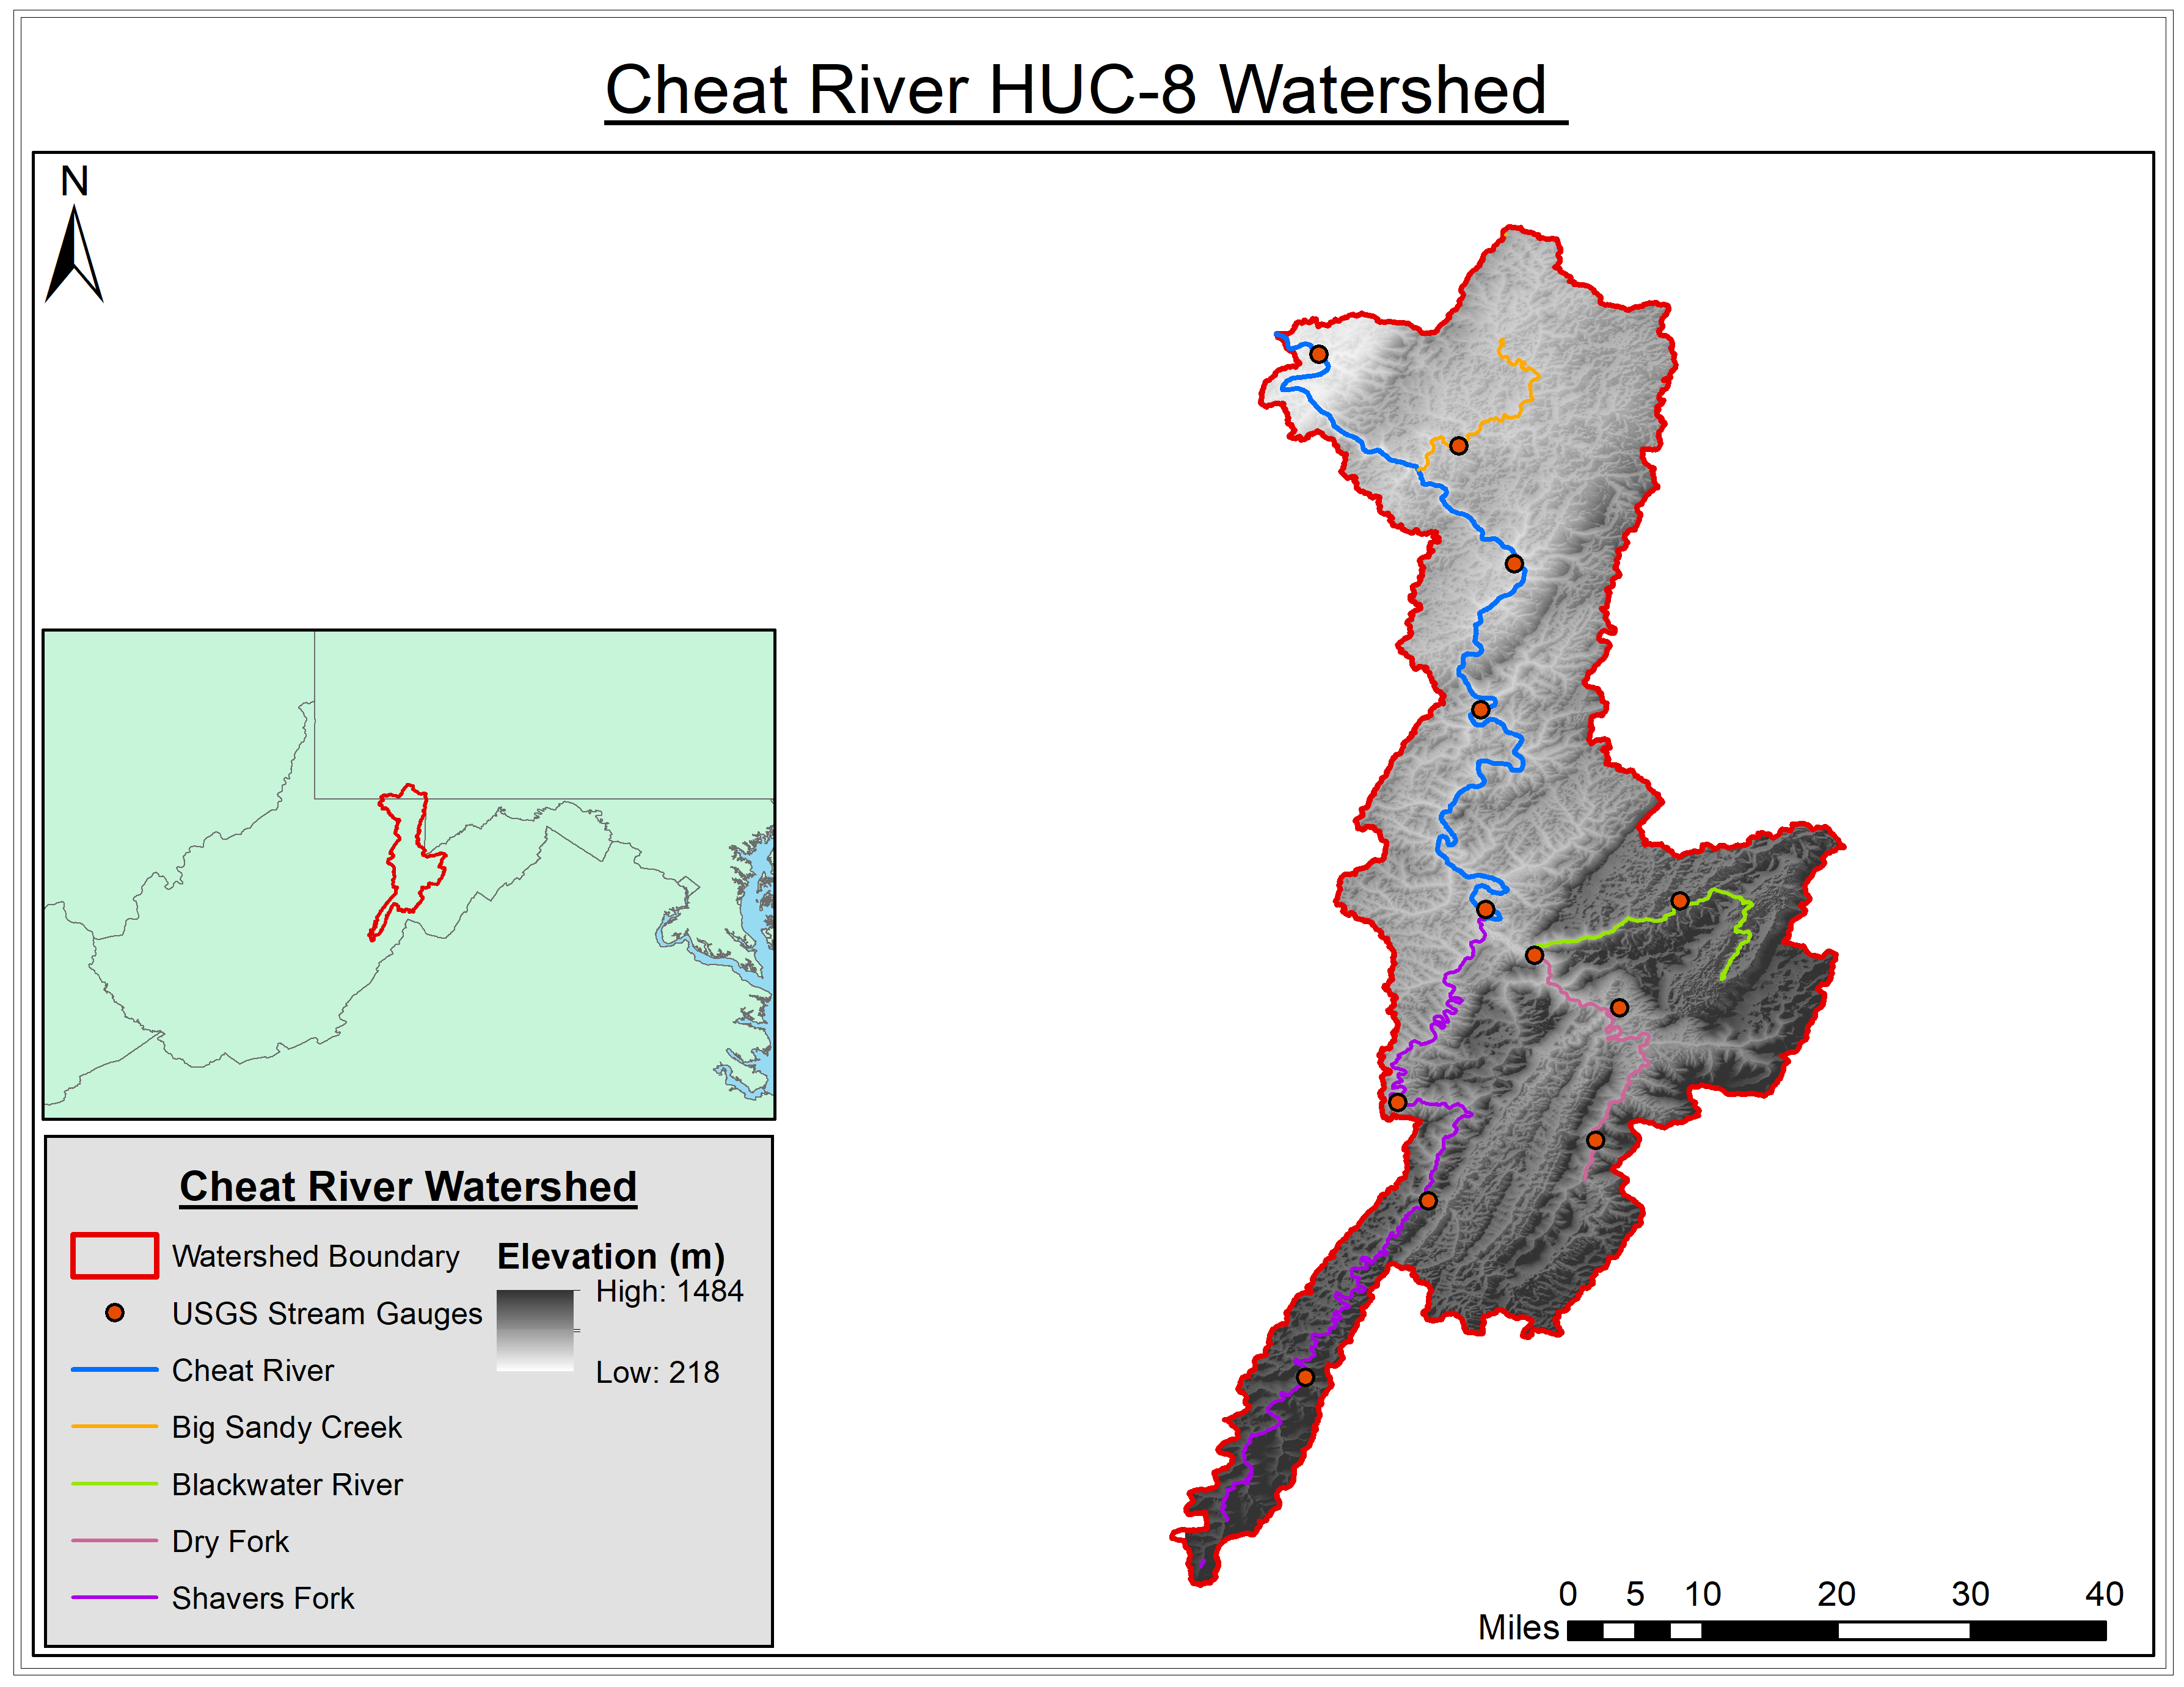 Cheat River HUC-8 Watershed
N
Cheat River Watershed
Watershed Boundary
USGS Stream Gauges
Cheat River
Big Sandy Creek
Blackwater River
Dry Fork
Shavers Fork
Elevation (m)
High: 1484
Low: 218
0 5 10 20 30 40
Miles